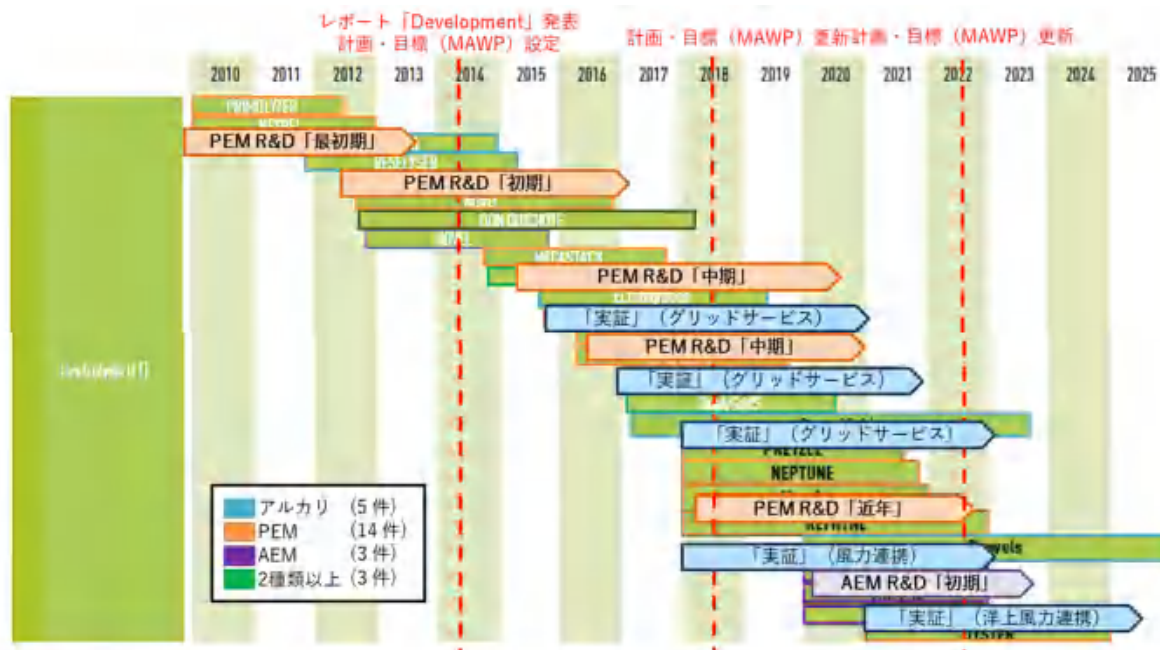 レポート「Development」発表
計画・目標（MAWP）設定
計画・目標（MAWP）更新計画・目標（MAWP）更新
2010 2011 2012 2013 2014 2015 2016 2017 2018 2019 2020 2021 2022 2023 2024 2025
PEM R&D「最初期」
PEM R&D「初期」
DON QUICHOTE
MEGASTACK
PEM R&D「中期」
「実証」（グリッドサービス）
PEM R&D「中期」
「実証」（グリッドサービス）
「実証」（グリッドサービス）
PRETZEL
NEPTUNE
PEM R&D「近年」
「実証」（風力連携）
AEM R&D「初期」
「実証」（洋上風力連携）
アルカリ （5 件）
PEM （14 件）
AEM （3 件）
2種類以上 （3 件）